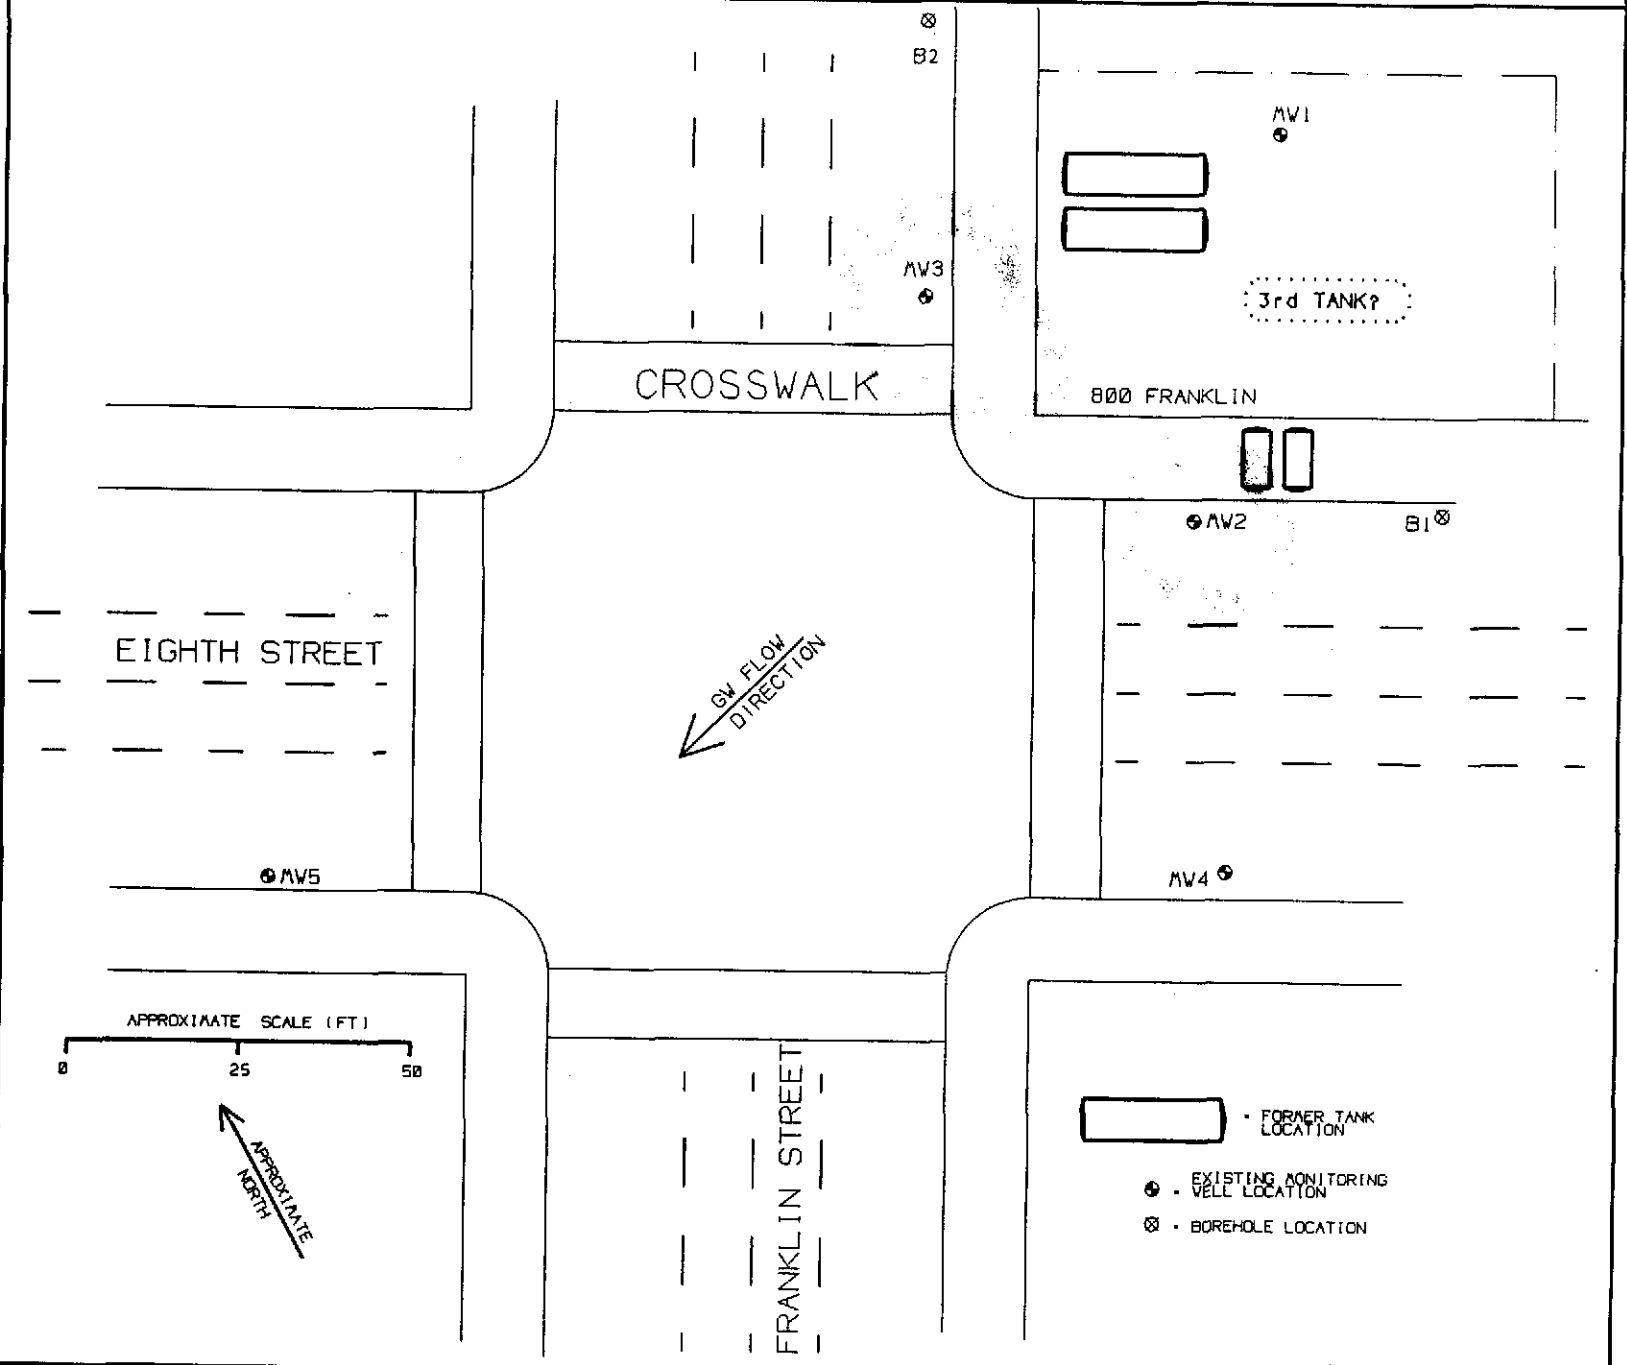 B2
MW1
MW3
3rd TANK?
CROSSWALK
800 FRANKLIN
MW2
B1
EIGHTH STREET
GW FLOW
DIRECTION
MW5
MW4
APPROXIMATE SCALE (FT)
0 25 50
APPROXIMATE
NORTH
FRANKLIN STREET
- FORMER TANK
LOCATION
- EXISTING MONITORING
WELL LOCATION
- BOREHOLE LOCATION